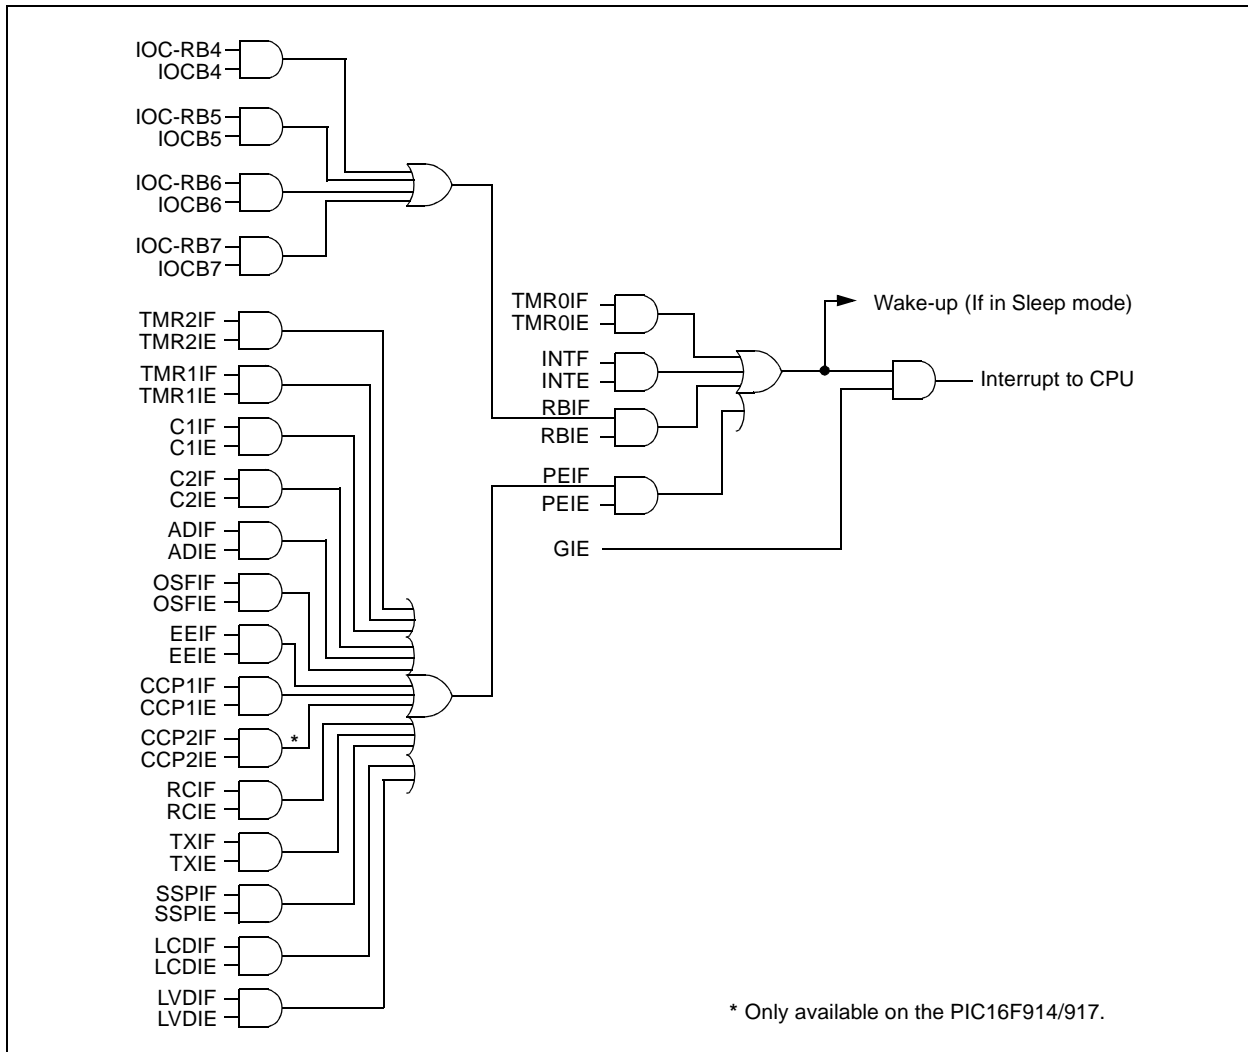 IOC-RB4
IOCB4
IOC-RB5
IOCB5
IOC-RB6
IOCB6
IOC-RB7
IOCB7
TMR2IF
TMR2IE
TMR1IF
TMR1IE
C1IF
C1IE
C2IF
C2IE
ADIF
ADIE
OSFIF
OSFIE
EEIF
EEIE
CCP1IF
CCP1IE
CCP2IF
*
CCP2IE
RCIF
RCIE
TXIF
TXIE
SSPIF
SSPIE
LCDIF
LCDIE
LVDIF
LVDIE
TMR0IF
TMR0IE
INTF
INTE
RBIF
RBIE
PEIF
PEIE
GIE
Wake-up (If in Sleep mode)
Interrupt to CPU
* Only available on the PIC16F914/917.